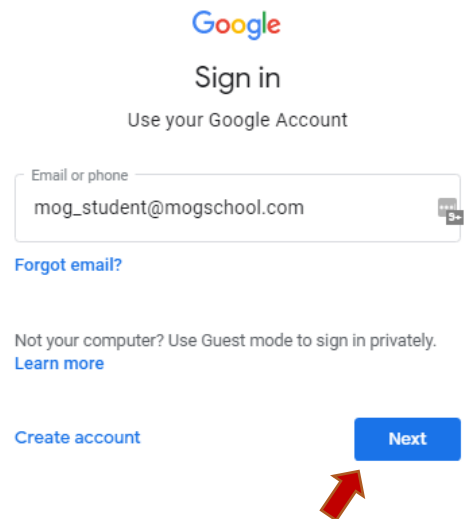 Google
Sign in
Use your Google Account
Email or phone
mog_student@mogschool.com
9+
Forgot email?
Not your computer? Use Guest mode to sign in privately.
Learn more
Create account
Next